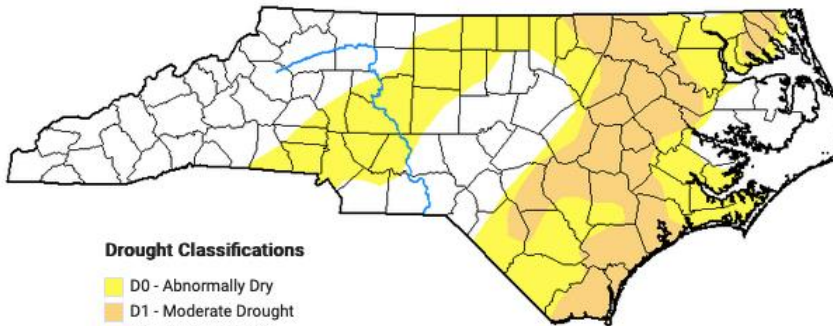 Drought Classifications
D0 - Abnormally Dry
D1 - Moderate Drought